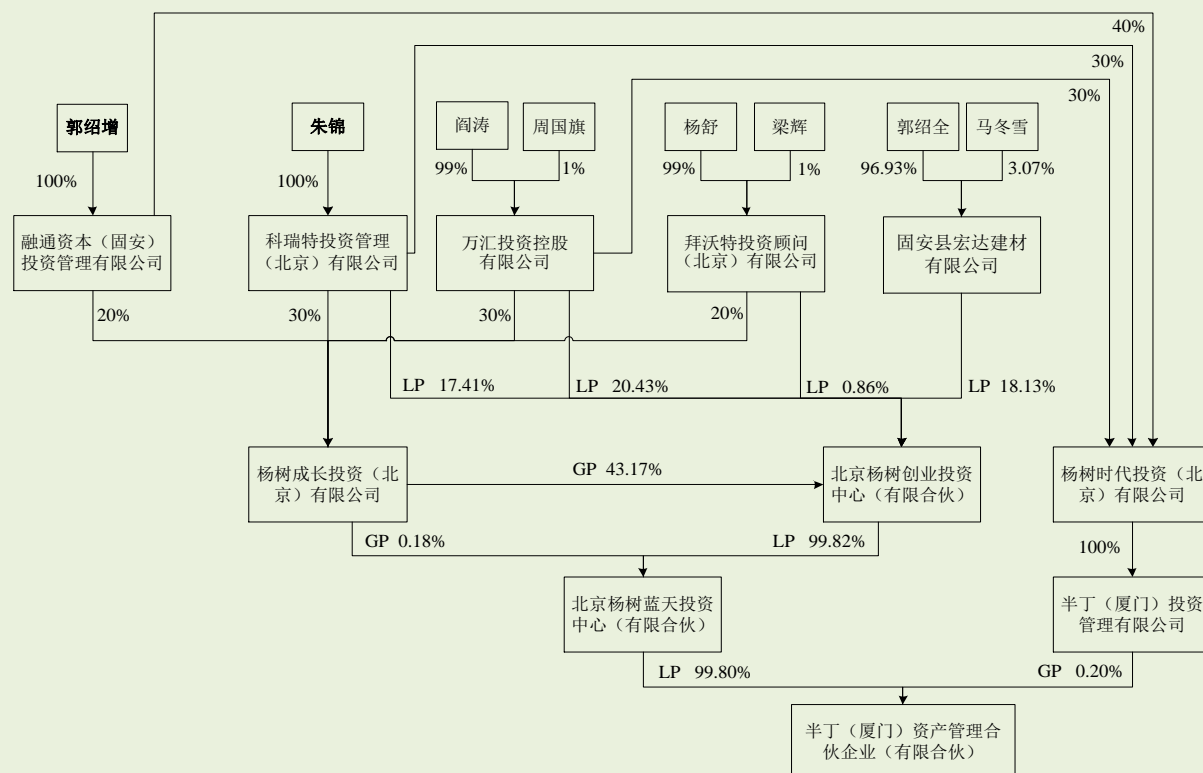 40%
30%
30%
郭绍增
朱锦
阎涛
周国旗
杨舒
梁辉
郭绍全
马冬雪
100%
100%
99%
1%
99%
1%
96.93%
3.07%
融通资本（固安）
投资管理有限公司
科瑞特投资管理
（北京）有限公司
万汇投资控股
有限公司
拜沃特投资顾问
（北京）有限公司
固安县宏达建材
有限公司
20%
30%
30%
20%
LP 17.41%
LP 20.43%
LP 0.86%
LP 18.13%
杨树成长投资（北
京）有限公司
GP 43.17%
北京杨树创业投资
中心（有限合伙）
杨树时代投资（北
京）有限公司
GP 0.18%
LP 99.82%
100%
北京杨树蓝天投资
中心（有限合伙）
半丁（厦门）投资
管理有限公司
LP 99.80%
GP 0.20%
半丁（厦门）资产管理合
伙企业（有限合伙）